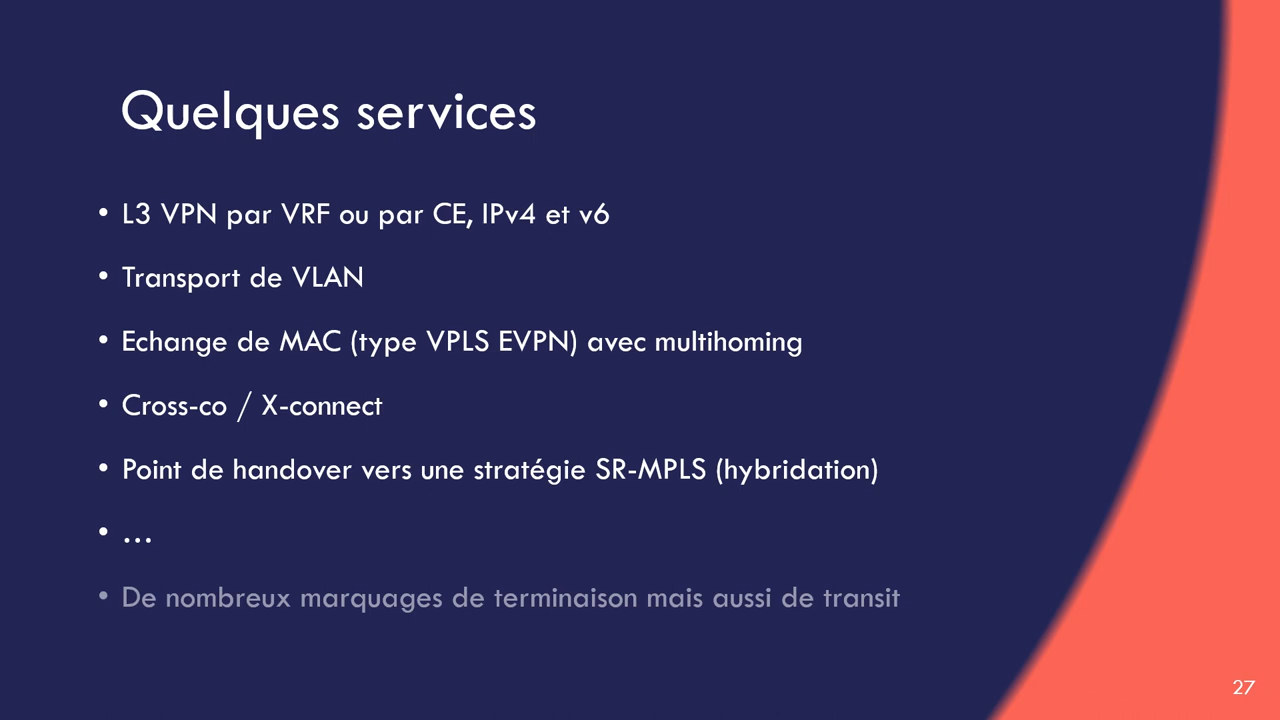 Quelques services
• L3 VPN par VRF ou par CE, IPv4 et v6
• Transport de VLAN
• Echange de MAC (type VPLS EVPN) avec multihoming
• Cross-co / X-connect
• Point de handover vers une stratégie SR-MPLS (hybridation)
• ...
• De nombreux marquages de terminaison mais aussi de transit
27